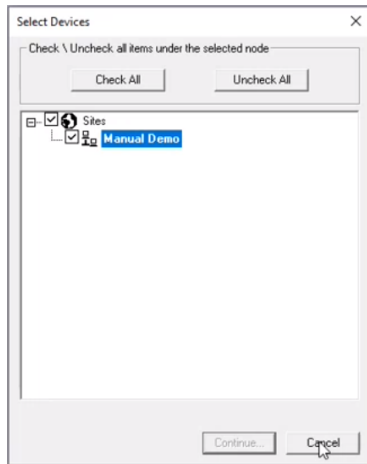 Select Devices
Check \ Uncheck all items under the selected node
Check All
Uncheck All
Sites
Manual Demo
Continue...
Cancel